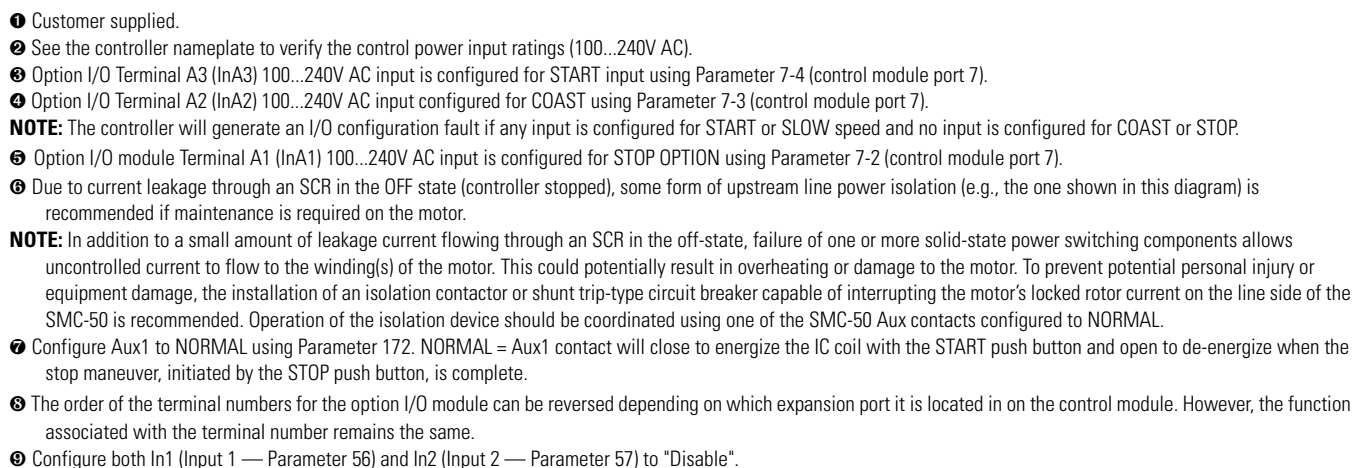 ❶ Customer supplied.
❷ See the controller nameplate to verify the control power input ratings (100...240V AC).
❸ Option I/O Terminal A3 (InA3) 100...240V AC input is configured for START input using Parameter 7-4 (control module port 7).
❹ Option I/O Terminal A2 (InA2) 100...240V AC input configured for COAST using Parameter 7-3 (control module port 7).
NOTE: The controller will generate an I/O configuration fault if any input is configured for START or SLOW speed and no input is configured for COAST or STOP.
❺ Option I/O module Terminal A1 (InA1) 100...240V AC input is configured for STOP OPTION using Parameter 7-2 (control module port 7).
❻ Due to current leakage through an SCR in the OFF state (controller stopped), some form of upstream line power isolation (e.g., the one shown in this diagram) is
recommended if maintenance is required on the motor.
NOTE: In addition to a small amount of leakage current flowing through an SCR in the off-state, failure of one or more solid-state power switching components allows
uncontrolled current to flow to the winding(s) of the motor. This could potentially result in overheating or damage to the motor. To prevent potential personal injury or
equipment damage, the installation of an isolation contactor or shunt trip-type circuit breaker capable of interrupting the motor's locked rotor current on the line side of the
SMC-50 is recommended. Operation of the isolation device should be coordinated using one of the SMC-50 Aux contacts configured to NORMAL.
❼ Configure Aux1 to NORMAL using Parameter 172. NORMAL = Aux1 contact will close to energize the IC coil with the START push button and open to de-energize when the
stop maneuver, initiated by the STOP push button, is complete.
❽ The order of the terminal numbers for the option I/O module can be reversed depending on which expansion port it is located in on the control module. However, the function
associated with the terminal number remains the same.
❾ Configure both In1 (Input 1 — Parameter 56) and In2 (Input 2 — Parameter 57) to "Disable".